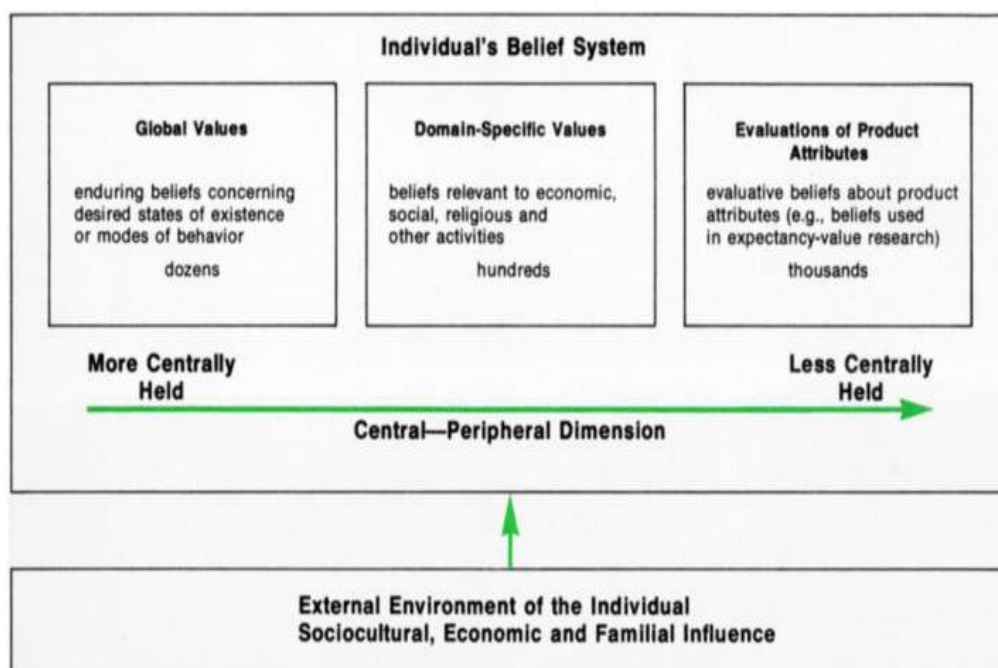 Individual's Belief System
Global Values
enduring beliefs concerning
desired states of existence
or modes of behavior
dozens
Domain-Specific Values
beliefs relevant to economic,
social, religious and
other activities
hundreds
Evaluations of Product
Attributes
evaluative beliefs about product
attributes (e.g., beliefs used
in expectancy-value research)
thousands
More Centrally
Held
Less Centrally
Held
Central—Peripheral Dimension
External Environment of the Individual
Sociocultural, Economic and Familial Influence